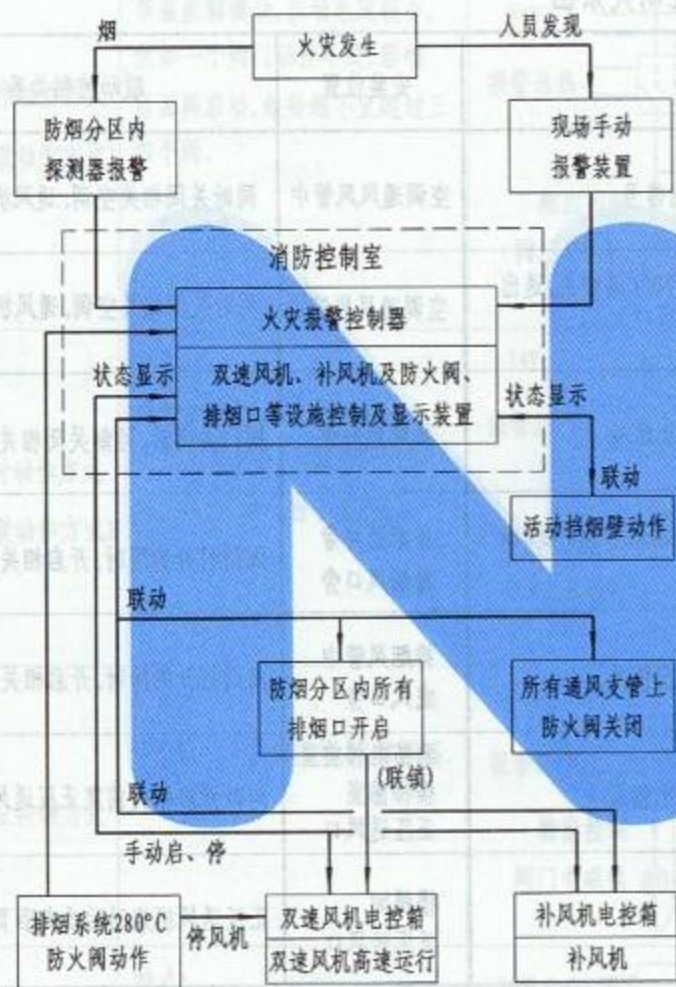 烟
火灾发生
人员发现
防烟分区内
探测器报警
现场手动
报警装置
消防控制室
火灾报警控制器
状态显示
双速风机、补风机及防火阀、
排烟口等设施控制及显示装置
状态显示
联动
活动挡烟壁动作
联动
防烟分区内所有
排烟口开启
所有通风支管上
防火阀关闭
(联锁)
联动
手动启、停
排烟系统280°C
防火阀动作
停风机
双速风机电控箱
双速风机高速运行
补风机电控箱
补风机